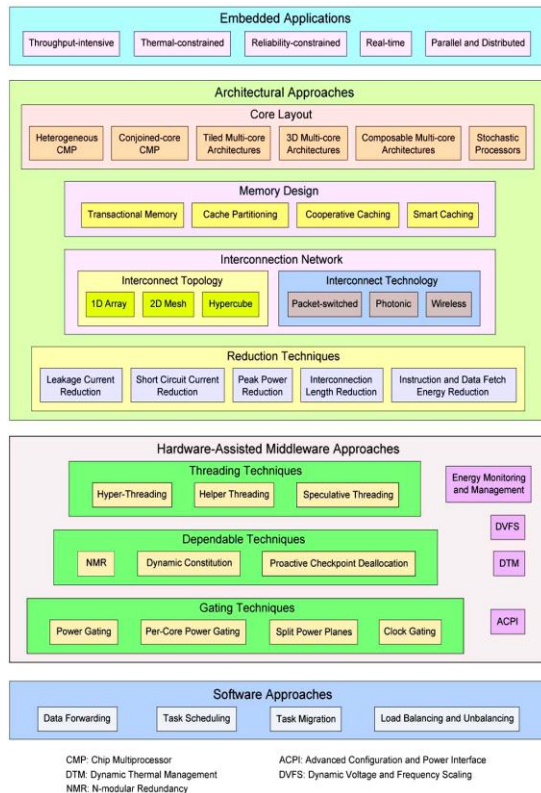 Embedded Applications
Throughput-intensive
Thermal-constrained
Reliability-constrained
Real-time
Parallel and Distributed
Architectural Approaches
Core Layout
Heterogeneous
CMP
Conjoined-core
CMP
Tiled Multi-core
Architectures
3D Multi-core
Architectures
Composable Multi-core
Architectures
Stochastic
Processors
Memory Design
Transactional Memory
Cache Partitioning
Cooperative Caching
Smart Caching
Interconnection Network
Interconnect Topology
1D Array
2D Mesh
Hypercube
Interconnect Technology
Packet-switched
Photonic
Wireless
Reduction Techniques
Leakage Current
Reduction
Short Circuit Current
Reduction
Peak Power
Reduction
Interconnection
Length Reduction
Instruction and Data Fetch
Energy Reduction
Hardware-Assisted Middleware Approaches
Threading Techniques
Hyper-Threading
Helper Threading
Speculative Threading
Energy Monitoring
and Management
DVFS
Dependable Techniques
NMR
Dynamic Constitution
Proactive Checkpoint Deallocation
DTM
Gating Techniques
Power Gating
Per-Core Power Gating
Split Power Planes
Clock Gating
ACPI
Software Approaches
Data Forwarding
Task Scheduling
Task Migration
Load Balancing and Unbalancing
CMP: Chip Multiprocessor
DTM: Dynamic Thermal Management
NMR: N-modular Redundancy
ACPI: Advanced Configuration and Power Interface
DVFS: Dynamic Voltage and Frequency Scaling